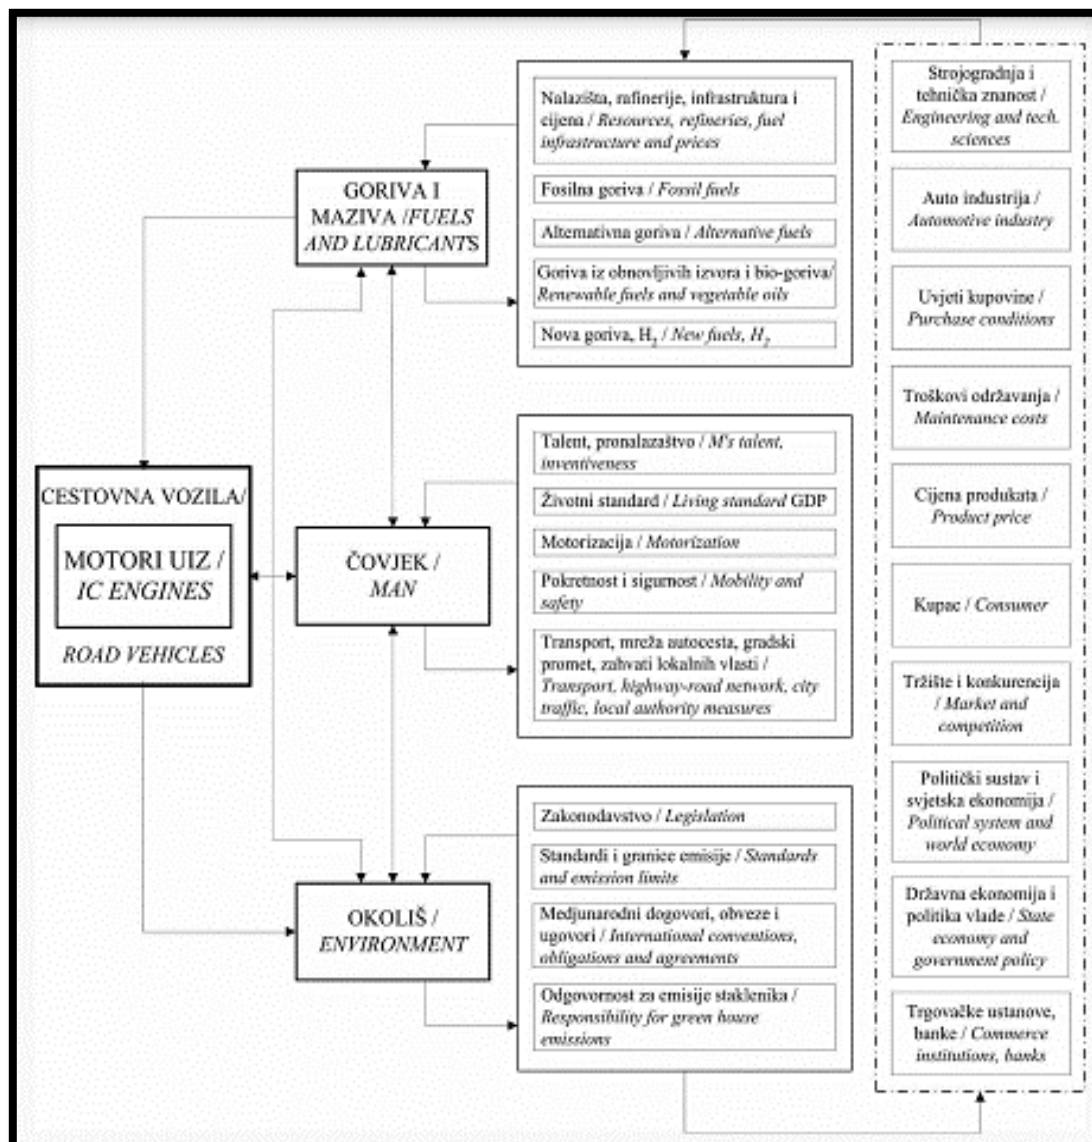 GORIVA I
MAZIVA /FUELS
AND LUBRICANTS
CESTOVNA VOZILA/
MOTORI UIZ /
IC ENGINES
ROAD VEHICLES
ČOVJEK /
MAN
OKOLIŠ /
ENVIRONMENT
Nalazišta, rafinerije, infrastruktura i
cijena / Resources, refineries, fuel
infrastructure and prices
Fosilna goriva / Fossil fuels
Alternativna goriva / Alternative fuels
Goriva iz obnovljivih izvora i bio-goriva/
Renewable fuels and vegetable oils
Nova goriva, H₂ / New fuels, H₂
Talent, pronalazaštvo / M's talent,
inventiveness
Životni standard / Living standard GDP
Motorizacija / Motorization
Pokretnost i sigurnost / Mobility and
safety
Transport, mreža autocesta, gradski
promet, zahvati lokalnih vlasti /
Transport, highway-road network, city
traffic, local authority measures
Zakonodavstvo / Legislation
Standardi i granice emisije / Standards
and emission limits
Medjunarodni dogovori, obveze i
ugovori / International conventions,
obligations and agreements
Odgovornost za emisije staklenika /
Responsibility for green house
emissions
Strojogradnja i
tehnička znanost /
Engineering and tech.
sciences
Auto industrija /
Automotive industry
Uvjeti kupovine /
Purchase conditions
Troškovi održavanja /
Maintenance costs
Cijena produkata /
Product price
Kupac / Consumer
Tržište i konkurencija
/ Market and
competition
Politički sustav i
svjetska ekonomija /
Political system and
world economy
Državna ekonomija i
politika vlade / State
economy and
government policy
Trgovačke ustanove,
banke / Commerce
institutions, banks